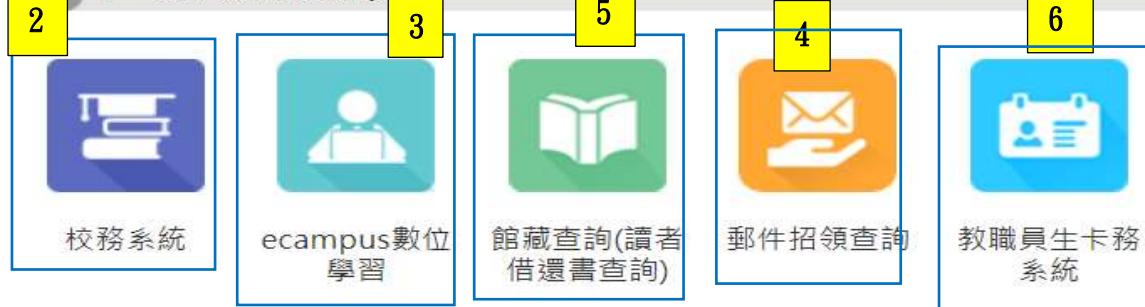 2
3
5
4
6
校務系統
ecampus數位
學習
館藏查詢(讀者
借還書查詢)
郵件招領查詢
教職員生卡務
系統